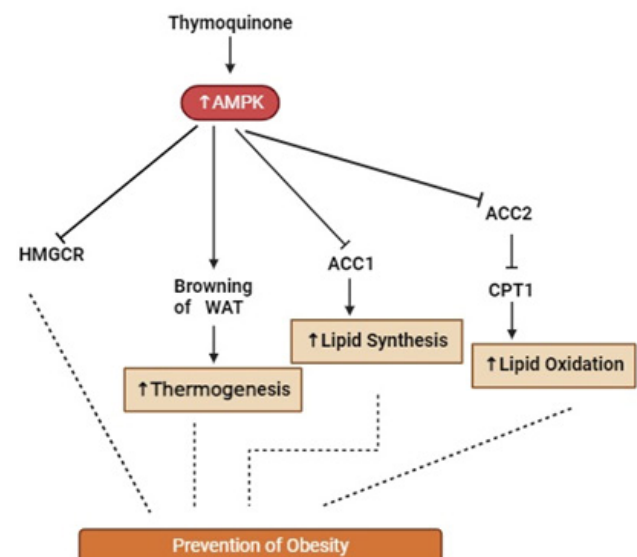 Thymoquinone
↑AMPK
HMGCR
Browning
of WAT
ACC1
ACC2
CPT1
↑Thermogenesis
↑Lipid Synthesis
↑Lipid Oxidation
Prevention of Obesity